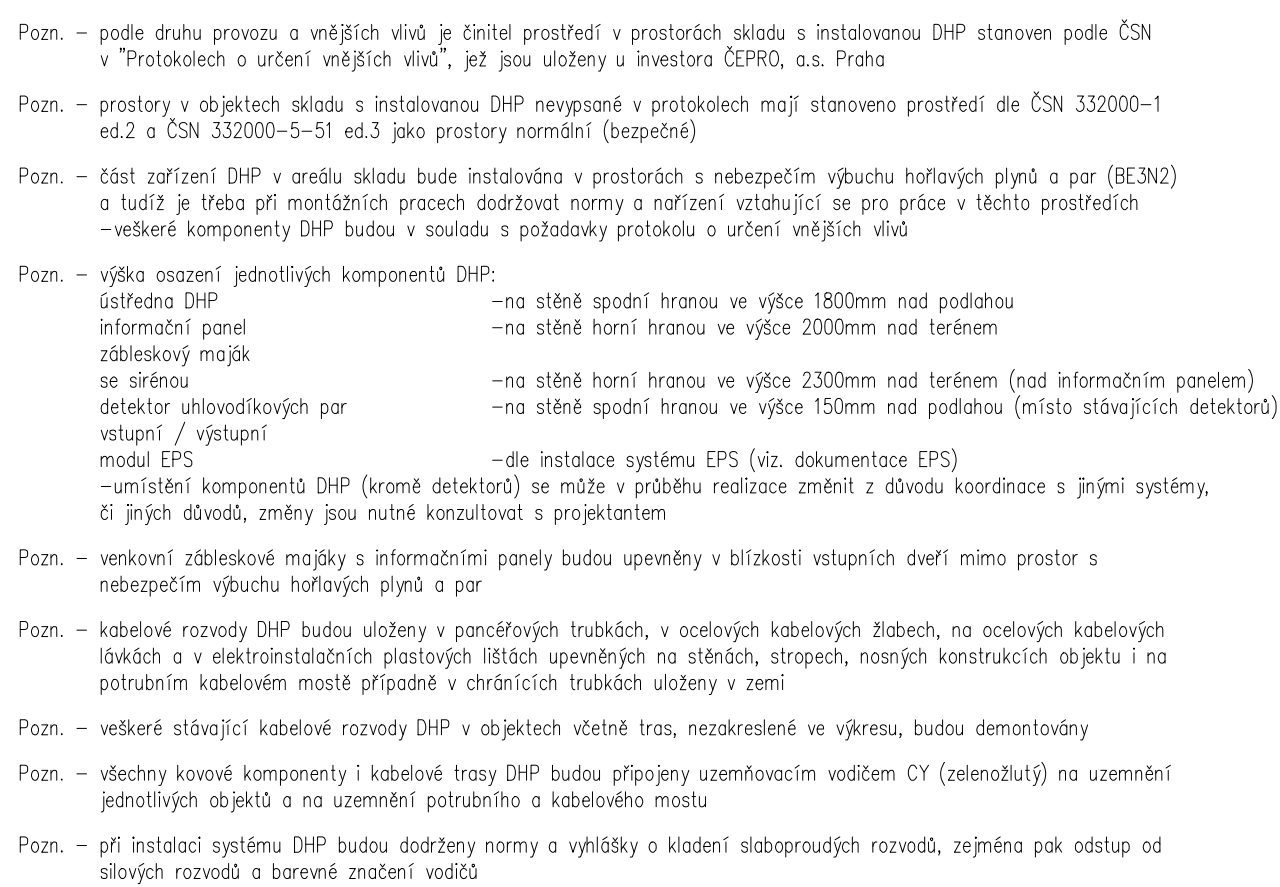 Pozn. – podle druhu provozu a vnějších vlivů je činitel prostředí v prostorách skladu s instalovanou DHP stanoven podle ČSN
v "Protokolech o určení vnějších vlivů", jež jsou uloženy u investora ČEPRO, a.s. Praha
Pozn. – prostory v objektech skladu s instalovanou DHP nevypsané v protokolech mají stanoveno prostředí dle ČSN 332000–1
ed.2 a ČSN 332000–5–51 ed.3 jako prostory normální (bezpečné)
Pozn. – část zařízení DHP v areálu skladu bude instalována v prostorách s nebezpečím výbuchu hořlavých plynů a par (BE3N2)
a tudíž je třeba při montážních pracech dodržovat normy a nařízení vztahující se pro práce v těchto prostředích
–veškeré komponenty DHP budou v souladu s požadavky protokolu o určení vnějších vlivů
Pozn. – výška osazení jednotlivých komponentů DHP:
ústředna DHP –na stěně spodní hranou ve výšce 1800mm nad podlahou
informační panel –na stěně horní hranou ve výšce 2000mm nad terénem
zábleskový maják
se sirénou –na stěně horní hranou ve výšce 2300mm nad terénem (nad informačním panelem)
detektor uhlovodíkových par –na stěně spodní hranou ve výšce 150mm nad podlahou (místo stávajících detektorů)
vstupní / výstupní
modul EPS –dle instalace systému EPS (viz. dokumentace EPS)
–umístění komponentů DHP (kromě detektorů) se může v průběhu realizace změnit z důvodu koordinace s jinými systémy,
či jiných důvodů, změny jsou nutné konzultovat s projektantem
Pozn. – venkovní zábleskové majáky s informačními panely budou upevněny v blízkosti vstupních dveří mimo prostor s
nebezpečím výbuchu hořlavých plynů a par
Pozn. – kabelové rozvody DHP budou uloženy v pancéřových trubkách, v ocelových kabelových žlabech, na ocelových kabelových
lávkách a v elektroinstalačních plastových lištách upevněných na stěnách, stropech, nosných konstrukcích objektu i na
potrubním kabelovém mostě případně v chránících trubkách uloženy v zemi
Pozn. – veškeré stávající kabelové rozvody DHP v objektech včetně tras, nezakreslené ve výkresu, budou demontovány
Pozn. – všechny kovové komponenty i kabelové trasy DHP budou připojeny uzemňovacím vodičem CY (zelenožlutý) na uzemnění
jednotlivých objektů a na uzemnění potrubního a kabelového mostu
Pozn. – při instalaci systému DHP budou dodrženy normy a vyhlášky o kladení slaboproudých rozvodů, zejména pak odstup od
silových rozvodů a barevné značení vodičů